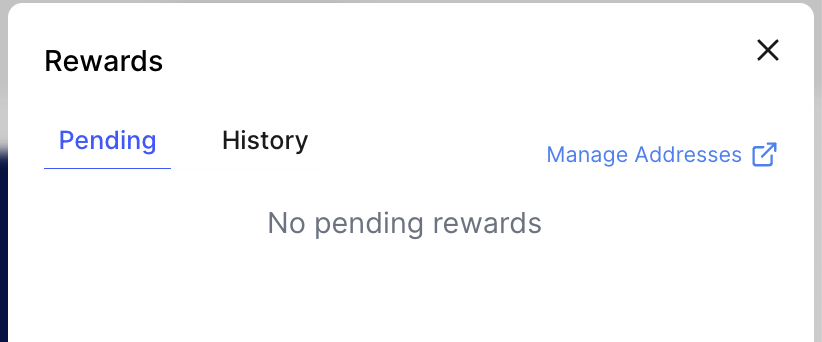 Rewards
Pending
History
Manage Addresses
No pending rewards